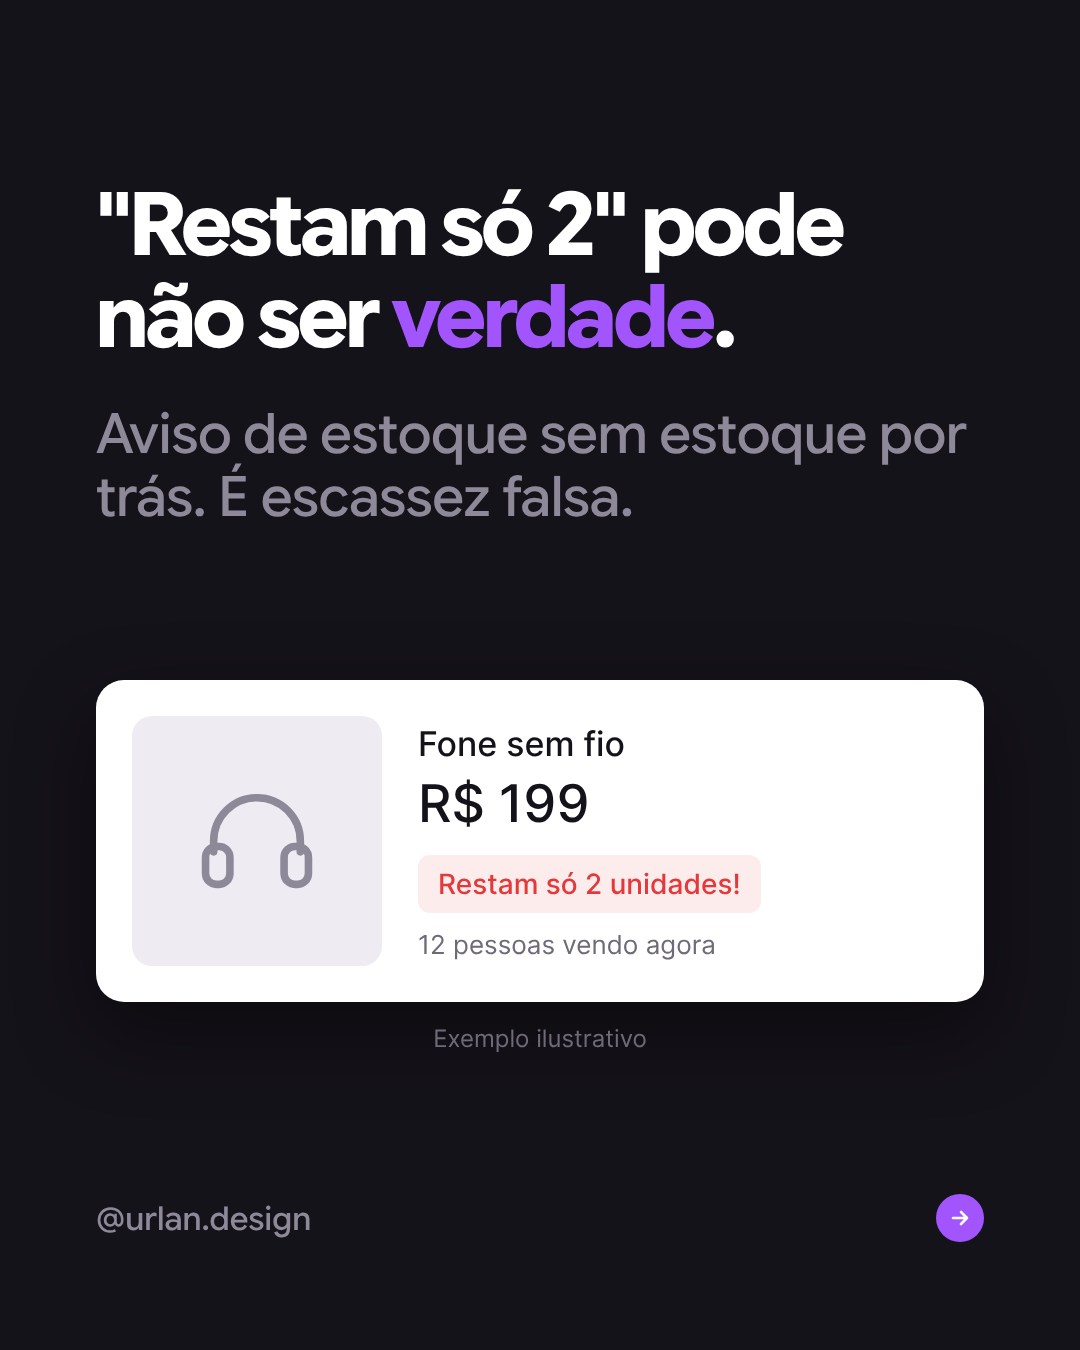 "Restam só 2" pode
não ser verdade.
Aviso de estoque sem estoque por
trás. É escassez falsa.
Fone sem fio
R$ 199
Restam só 2 unidades!
12 pessoas vendo agora
Exemplo ilustrativo
@urlan.design